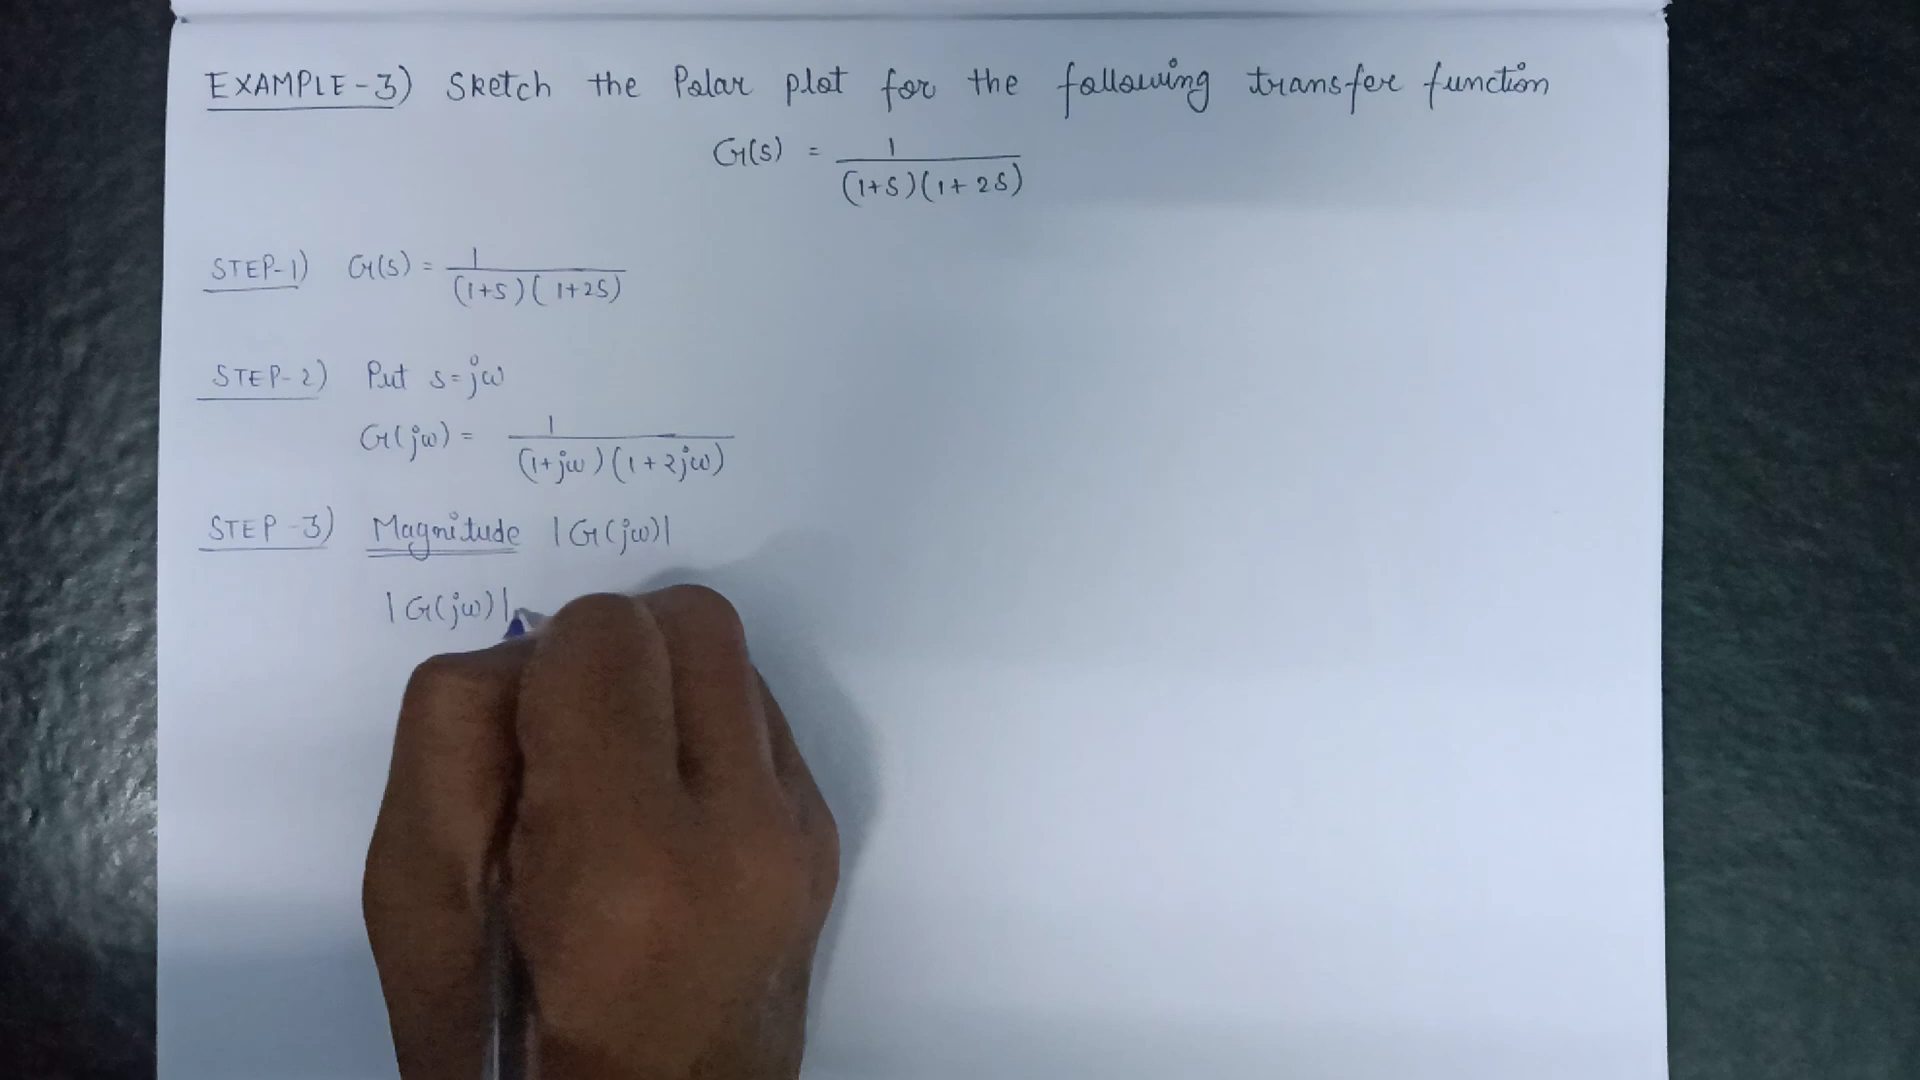 EXAMPLE-3) Sketch the Polar plot for the following transfer function
G(s) = 1/((1+s)(1+2s))
STEP-1) G(s) = 1/((1+s)(1+2s))
STEP-2) Put s=jω
G(jω) = 1/((1+jω)(1+2jω))
STEP-3) Magnitude |G(jω)|
|G(jω)|